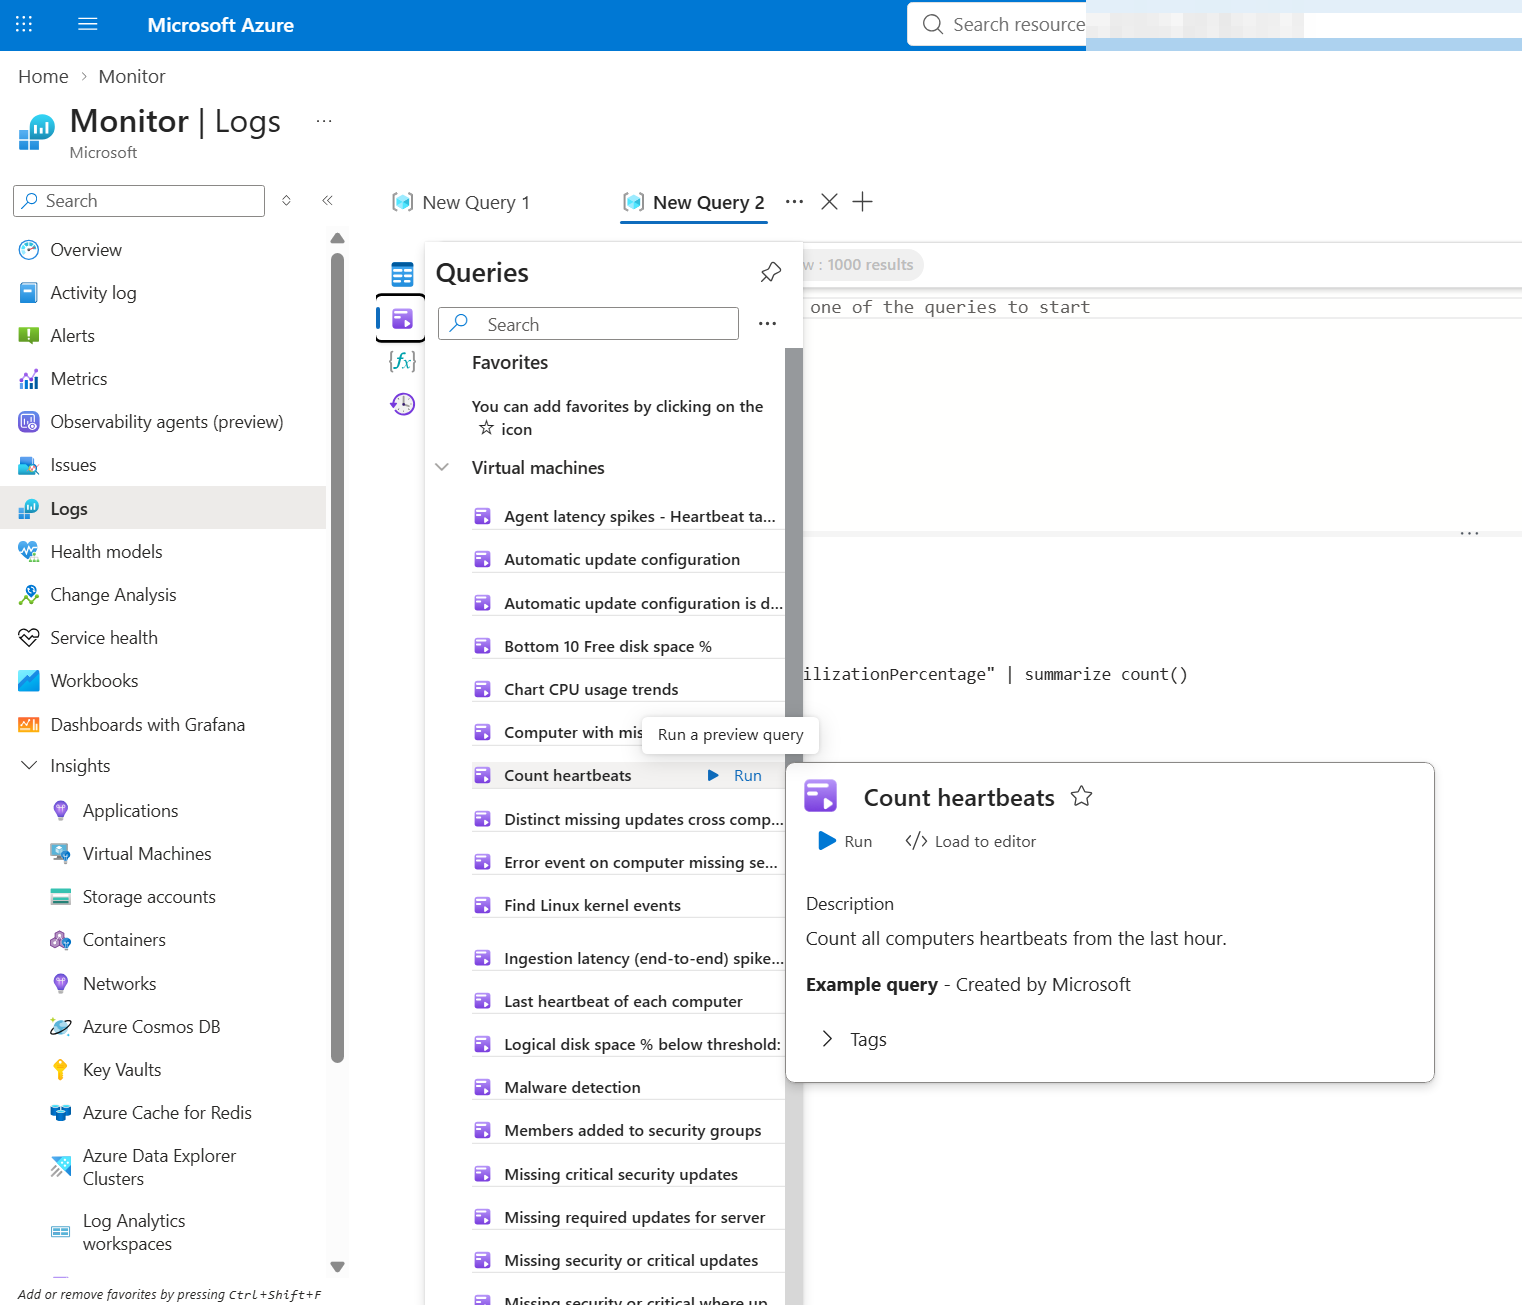 Microsoft Azure
Search resource
Home > Monitor
Monitor | Logs
...
Microsoft
Search
Overview
Activity log
Alerts
Metrics
Observability agents (preview)
Issues
Logs
Health models
Change Analysis
Service health
Workbooks
Dashboards with Grafana
Insights
Applications
Virtual Machines
Storage accounts
Containers
Networks
Azure Cosmos DB
Key Vaults
Azure Cache for Redis
Azure Data Explorer
Clusters
Log Analytics
workspaces
Add or remove favorites by pressing Ctrl+Shift+F
New Query 1
New Query 2
Queries
Search
Favorites
You can add favorites by clicking on the
☆ icon
Virtual machines
Agent latency spikes - Heartbeat ta...
Automatic update configuration
Automatic update configuration is d...
Bottom 10 Free disk space %
Chart CPU usage trends
Computer with mis
Run a preview query
Count heartbeats
Run
Distinct missing updates cross comp...
Error event on computer missing se...
Find Linux kernel events
Ingestion latency (end-to-end) spike...
Last heartbeat of each computer
Logical disk space % below threshold:
Malware detection
Members added to security groups
Missing critical security updates
Missing required updates for server
Missing security or critical updates
Missing security or critical where up
w : 1000 results
one of the queries to start
ilizationPercentage" | summarize count()
Count heartbeats
Run
</> Load to editor
Description
Count all computers heartbeats from the last hour.
Example query - Created by Microsoft
Tags